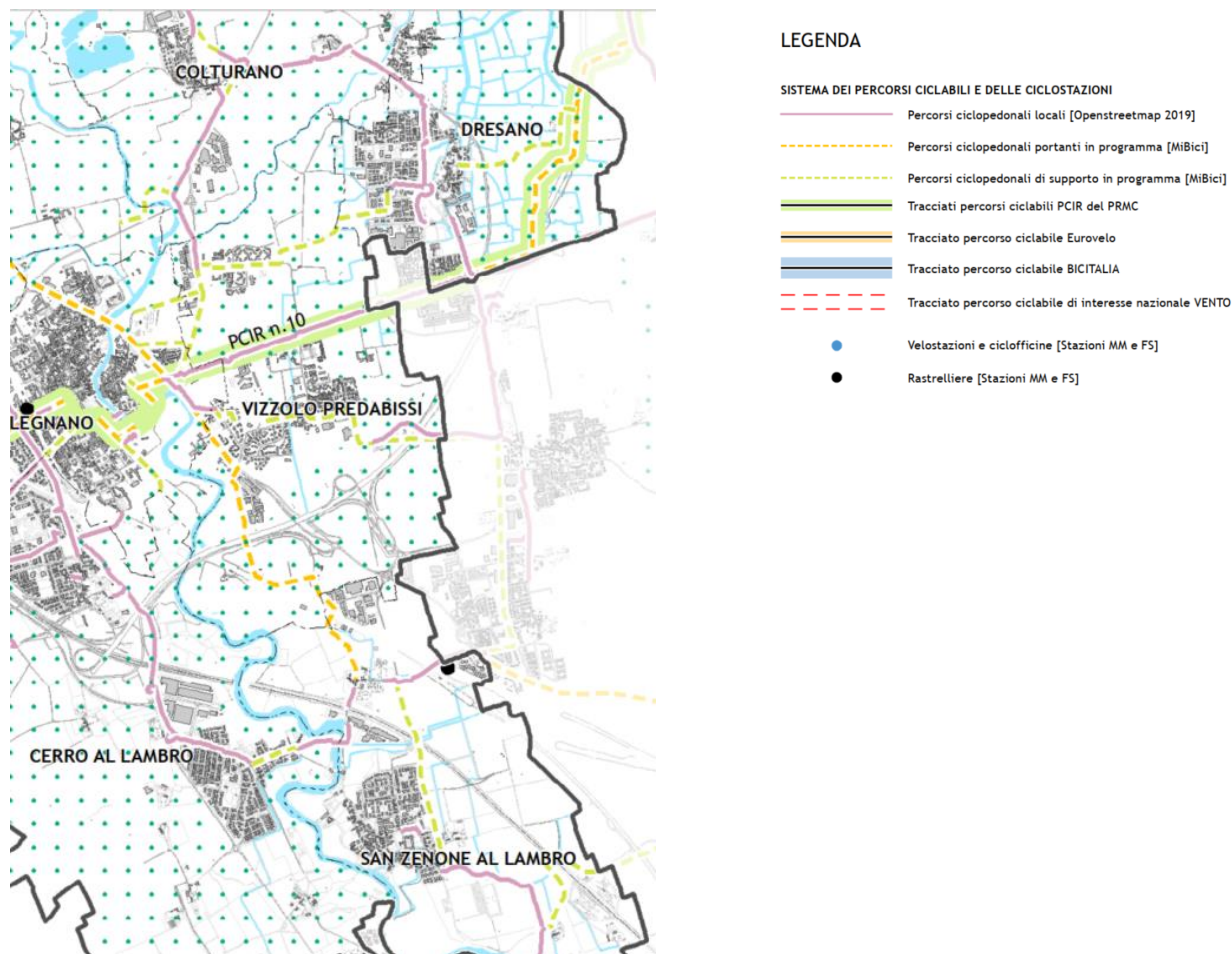 COLTURANO
DRESANO
PCIR n.10
VIZZOLO PREDABISSI
LEGNANO
CERRO AL LAMBRO
SAN ZENONE AL LAMBRO
LEGENDA
SISTEMA DEI PERCORSI CICLABILI E DELLE CICLOSTAZIONI
Percorsi ciclopedonali locali [Openstreetmap 2019]
Percorsi ciclopedonali portanti in programma [MiBici]
Percorsi ciclopedonali di supporto in programma [MiBici]
Tracciati percorsi ciclabili PCIR del PRMC
Tracciato percorso ciclabile Eurovelo
Tracciato percorso ciclabile BICITALIA
Tracciato percorso ciclabile di interesse nazionale VENTO
Velostazioni e ciclofficine [Stazioni MM e FS]
Rastrelliere [Stazioni MM e FS]